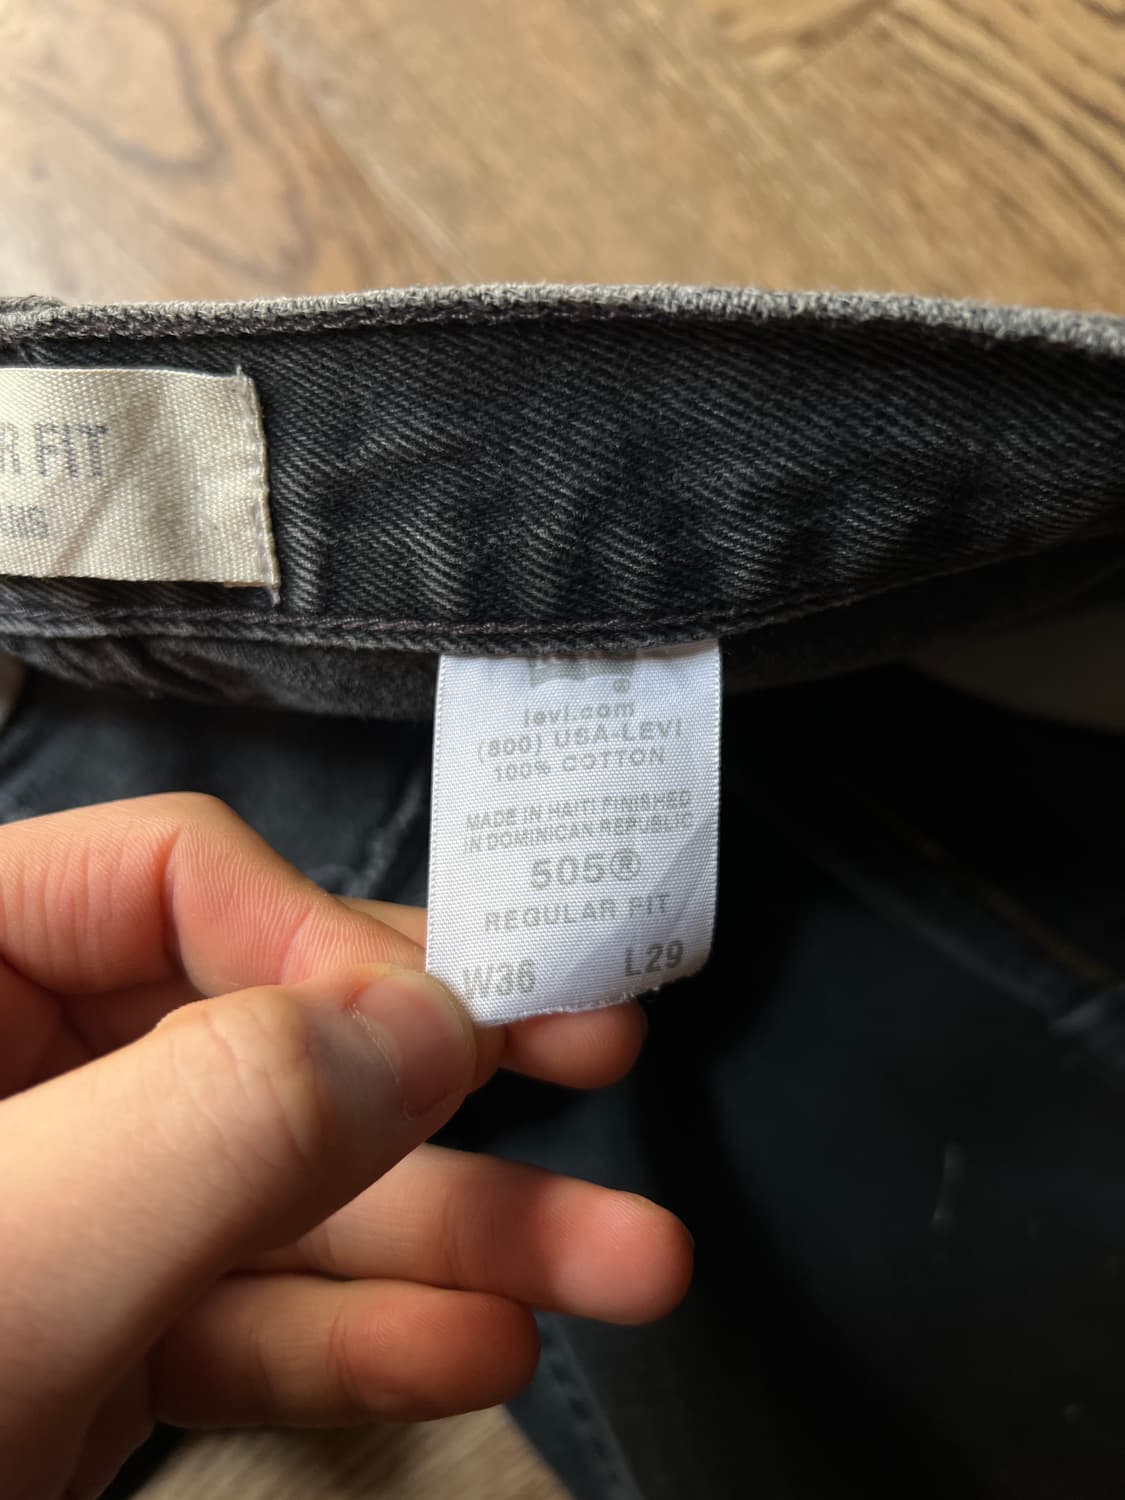 R FIT
levi.com
(800) USA-LEVI
100% COTTON
MADE IN HAITI FINISHED
IN DOMINICAN REPUBLIC
505®
REGULAR FIT
W36 L29